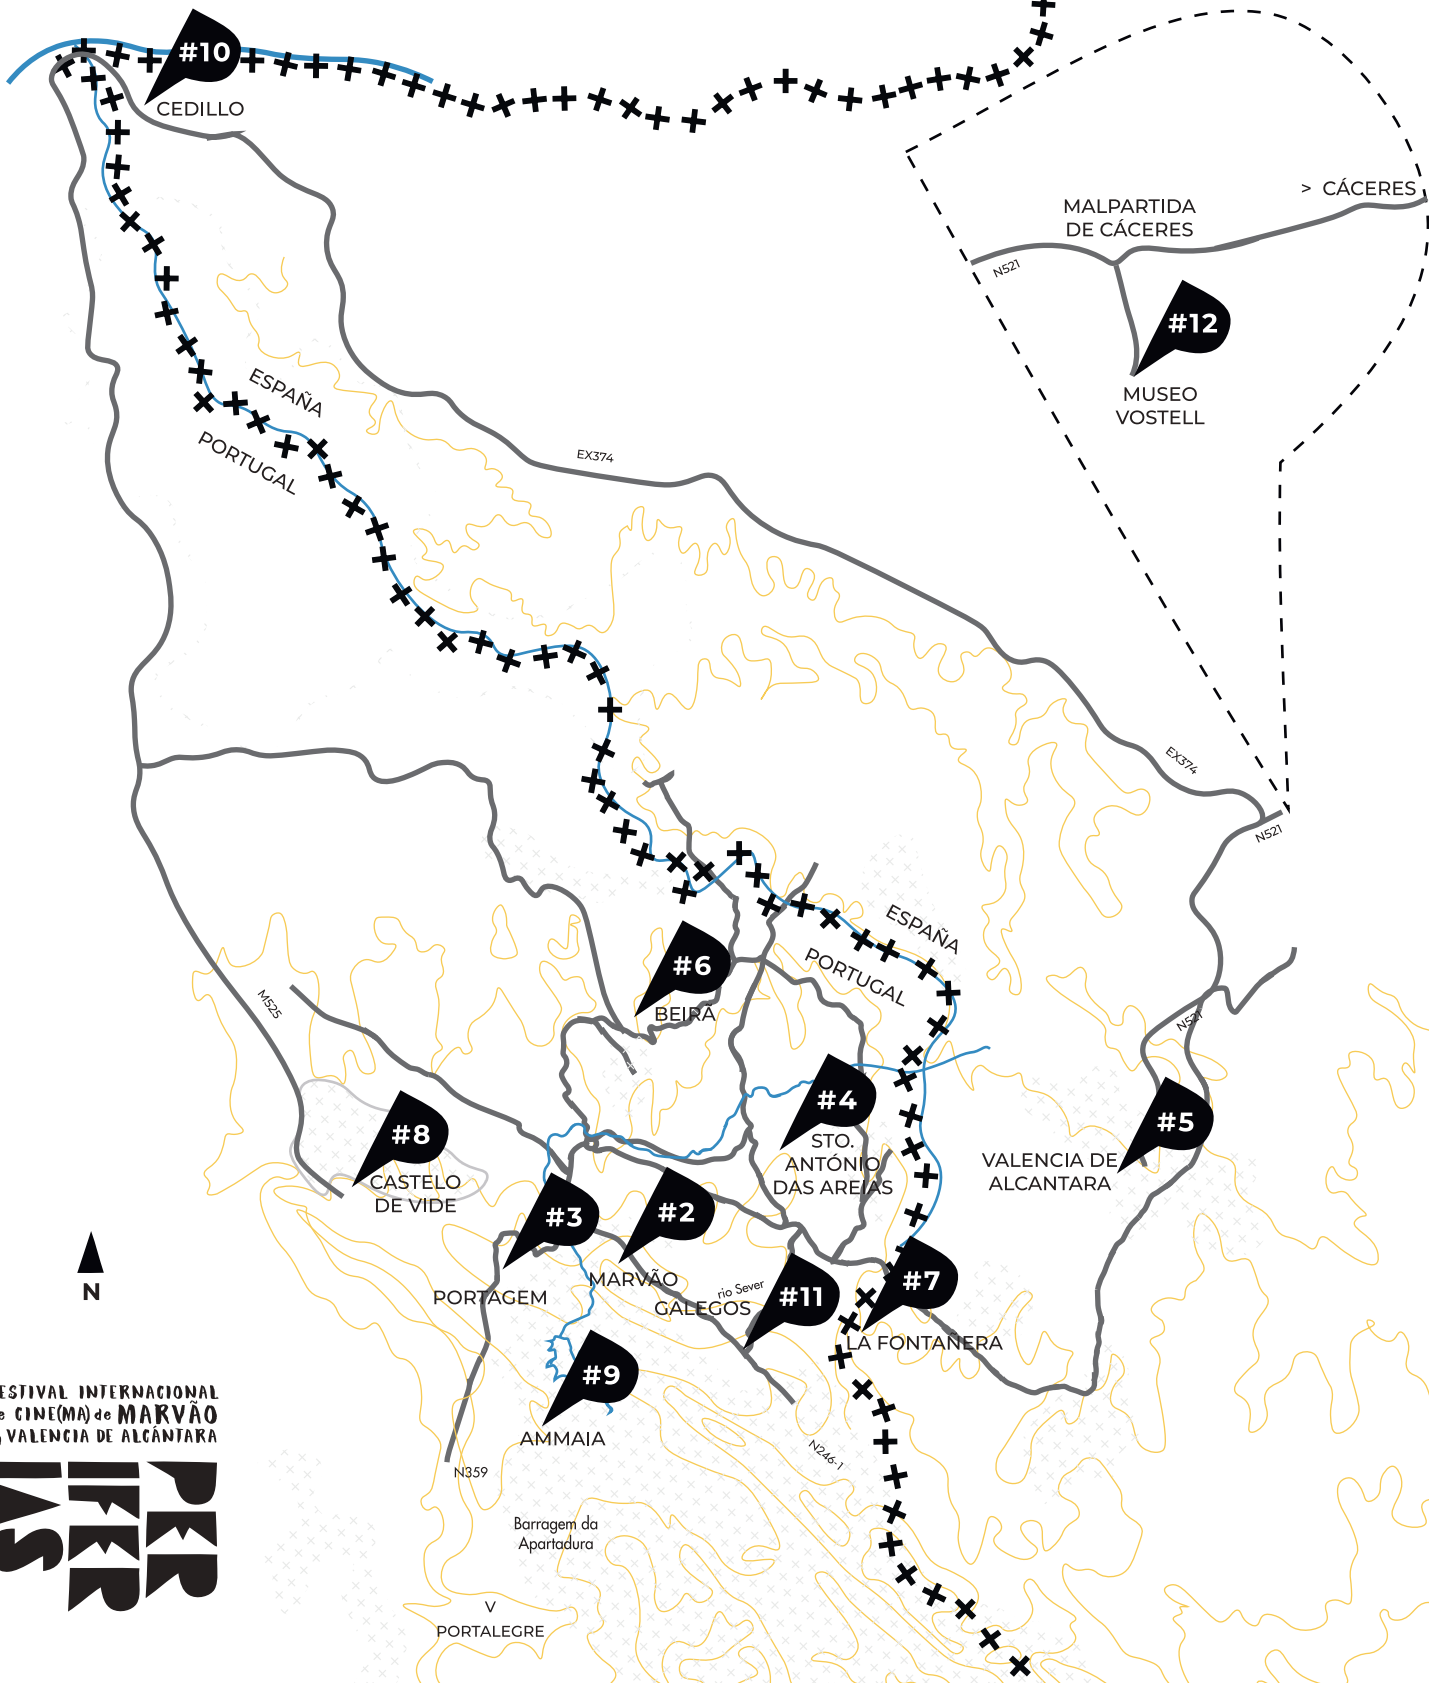 #10
CEDILLO
> CÁCERES
MALPARTIDA
DE CÁCERES
N521
#12
MUSEO
VOSTELL
ESPAÑA
PORTUGAL
EX374
EX374
N521
ESPAÑA
PORTUGAL
#6
BEIRÃ
M525
N521
#4
STO.
ANTÓNIO
DAS AREIAS
#5
VALENCIA DE
ALCANTARA
#8
CASTELO
DE VIDE
#3
PORTAGEM
#2
MARVÃO
rio Sever
GALEGOS
#11
#7
LA FONTAÑERA
N
#9
AMMAIA
ESTIVAL INTERNACIONAL
e CINE(MA) de MARVÃO
VALENCIA DE ALCÁNTARA
N359
N246-1
Barragem da
Apartadura
V
PORTALEGRE